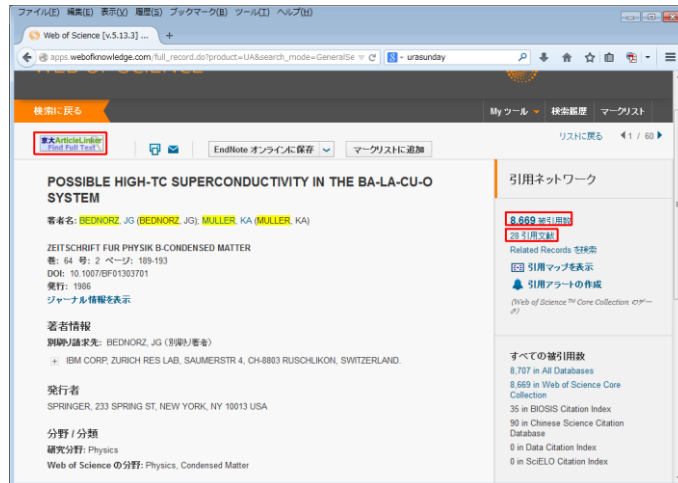 ファイル(F) 編集(E) 表示(V) 履歴(S) ブックマーク(B) ツール(T) ヘルプ(H)
Web of Science [v.5.13.3] ...
apps.webofknowledge.com/full_record.do?product=UA&search_mode=GeneralSe
urasunday
WEB OF SCIENCE
検索に戻る
My ツール 検索履歴 マークリスト
東大ArticleLinker
Find Full Text
EndNote オンラインに保存
マークリストに追加
リストに戻る
1 / 60
POSSIBLE HIGH-TC SUPERCONDUCTIVITY IN THE BA-LA-CU-O
SYSTEM
著者名: BEDNORZ, JG (BEDNORZ, JG); MULLER, KA (MULLER, KA)
ZEITSCHRIFT FUR PHYSIK B-CONDENSED MATTER
巻: 64 号: 2 ページ: 189-193
DOI: 10.1007/BF01303701
発行: 1986
ジャーナル情報を表示
著者情報
別刷り請求先: BEDNORZ, JG (別刷り著者)
IBM CORP, ZURICH RES LAB, SAUMERSTR 4, CH-8803 RUSCHLIKON, SWITZERLAND.
発行者
SPRINGER, 233 SPRING ST, NEW YORK, NY 10013 USA
分野 / 分類
研究分野: Physics
Web of Science の分野: Physics, Condensed Matter
引用ネットワーク
8,669 被引用数
28 引用文献
Related Records を検索
引用マップを表示
引用アラートの作成
(Web of Science™ Core Collection のデー
タ)
すべての被引用数
8,707 in All Databases
8,669 in Web of Science Core
Collection
35 in BIOSIS Citation Index
90 in Chinese Science Citation
Database
0 in Data Citation Index
0 in SciELO Citation Index